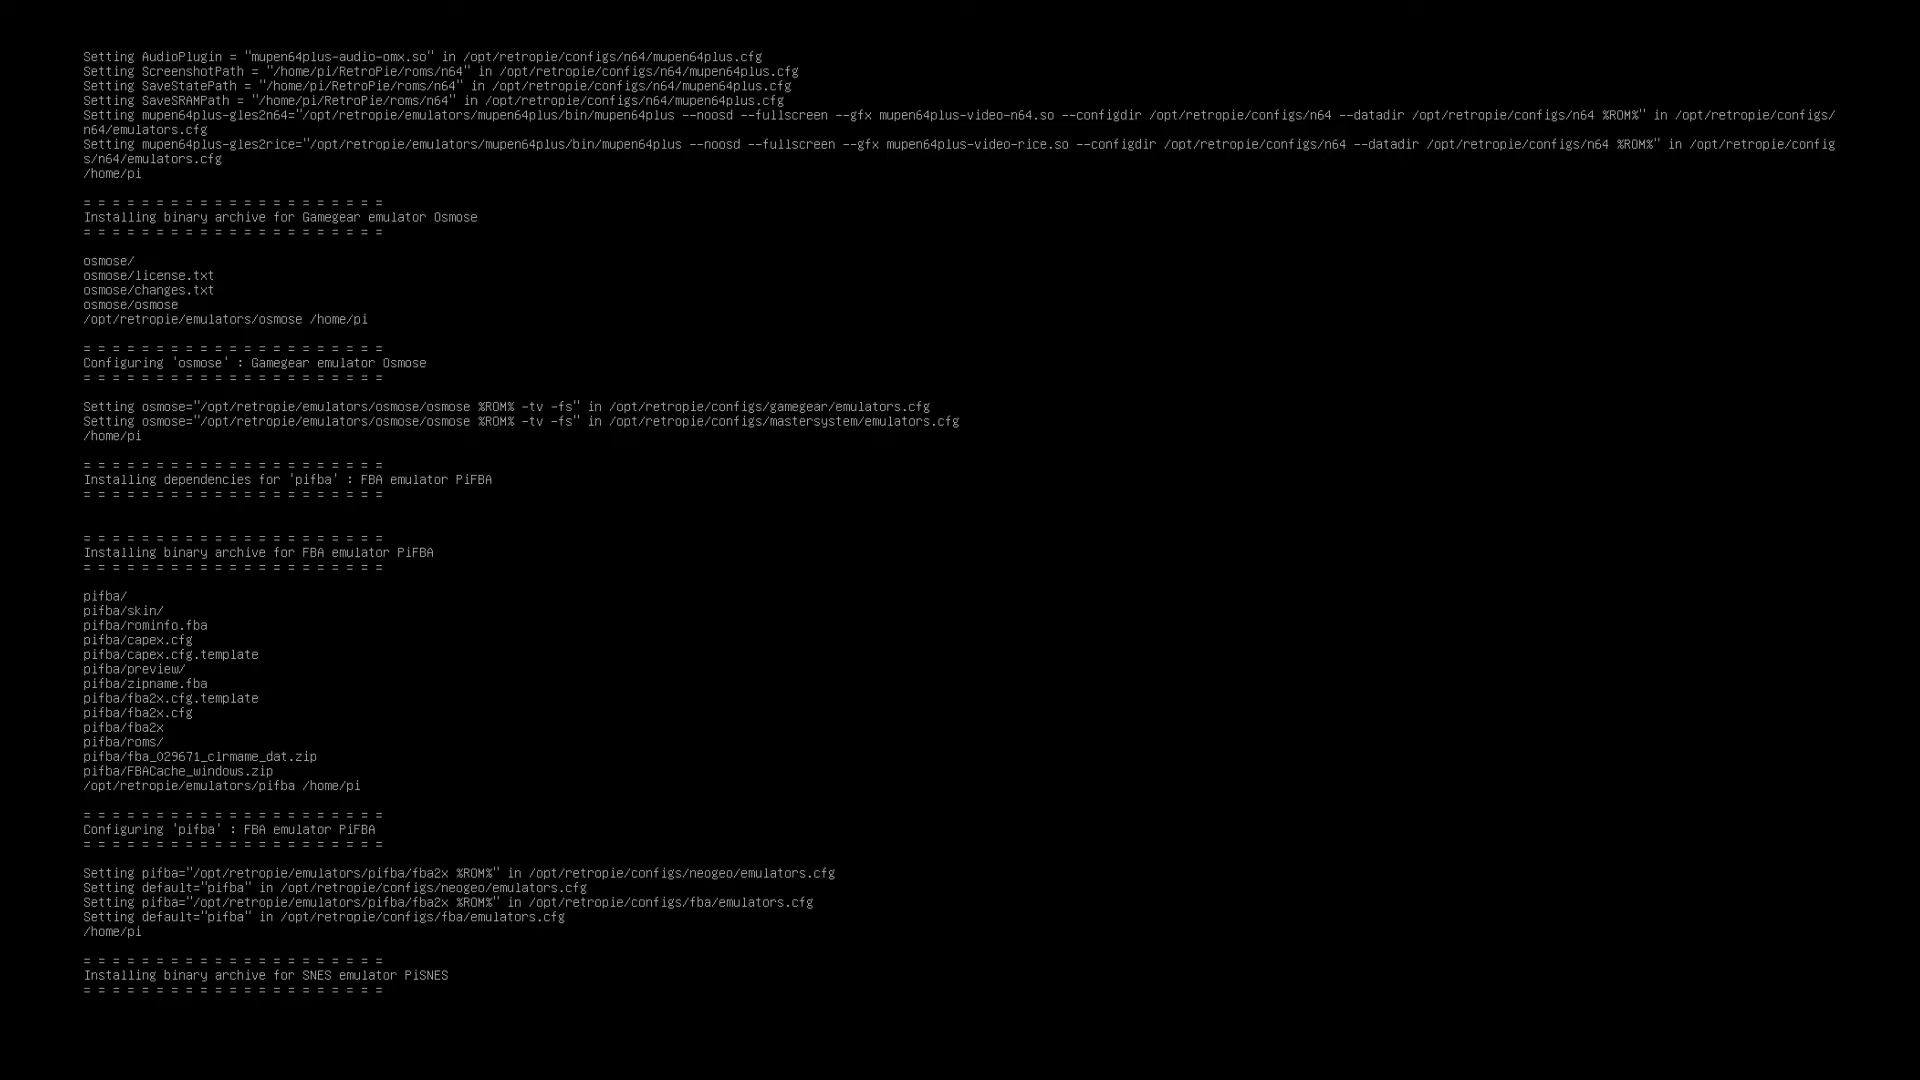 Setting AudioPlugin = "mupen64plus-audio-omx.so" in /opt/retropie/configs/n64/mupen64plus.cfg
Setting ScreenshotPath = "/home/pi/RetroPie/roms/n64" in /opt/retropie/configs/n64/mupen64plus.cfg
Setting SaveStatePath = "/home/pi/RetroPie/roms/n64" in /opt/retropie/configs/n64/mupen64plus.cfg
Setting SaveSRAMPath = "/home/pi/RetroPie/roms/n64" in /opt/retropie/configs/n64/mupen64plus.cfg
Setting mupen64plus-gles2n64="/opt/retropie/emulators/mupen64plus/bin/mupen64plus --noosd --fullscreen --gfx mupen64plus-video-n64.so --configdir /opt/retropie/configs/n64 --datadir /opt/retropie/configs/n64 %ROM%" in /opt/retropie/configs/
n64/emulators.cfg
Setting mupen64plus-gles2rice="/opt/retropie/emulators/mupen64plus/bin/mupen64plus --noosd --fullscreen --gfx mupen64plus-video-rice.so --configdir /opt/retropie/configs/n64 --datadir /opt/retropie/configs/n64 %ROM%" in /opt/retropie/config
s/n64/emulators.cfg
/home/pi
= = = = = = = = = = = = = = = = = = = = =
Installing binary archive for Gamegear emulator Osmose
= = = = = = = = = = = = = = = = = = = = =
osmose/
osmose/license.txt
osmose/changes.txt
osmose/osmose
/opt/retropie/emulators/osmose /home/pi
= = = = = = = = = = = = = = = = = = = = =
Configuring 'osmose' : Gamegear emulator Osmose
= = = = = = = = = = = = = = = = = = = = =
Setting osmose="/opt/retropie/emulators/osmose/osmose %ROM% -tv -fs" in /opt/retropie/configs/gamegear/emulators.cfg
Setting osmose="/opt/retropie/emulators/osmose/osmose %ROM% -tv -fs" in /opt/retropie/configs/mastersystem/emulators.cfg
/home/pi
= = = = = = = = = = = = = = = = = = = = =
Installing dependencies for 'pifba' : FBA emulator PiFBA
= = = = = = = = = = = = = = = = = = = = =
= = = = = = = = = = = = = = = = = = = = =
Installing binary archive for FBA emulator PiFBA
= = = = = = = = = = = = = = = = = = = = =
pifba/
pifba/skin/
pifba/rominfo.fba
pifba/capex.cfg
pifba/capex.cfg.template
pifba/preview/
pifba/zipname.fba
pifba/fba2x.cfg.template
pifba/fba2x.cfg
pifba/fba2x
pifba/roms/
pifba/fba_029671_clrmame_dat.zip
pifba/FBACache_windows.zip
/opt/retropie/emulators/pifba /home/pi
= = = = = = = = = = = = = = = = = = = = =
Configuring 'pifba' : FBA emulator PiFBA
= = = = = = = = = = = = = = = = = = = = =
Setting pifba="/opt/retropie/emulators/pifba/fba2x %ROM%" in /opt/retropie/configs/neogeo/emulators.cfg
Setting default="pifba" in /opt/retropie/configs/neogeo/emulators.cfg
Setting pifba="/opt/retropie/emulators/pifba/fba2x %ROM%" in /opt/retropie/configs/fba/emulators.cfg
Setting default="pifba" in /opt/retropie/configs/fba/emulators.cfg
/home/pi
= = = = = = = = = = = = = = = = = = = = =
Installing binary archive for SNES emulator PiSNES
= = = = = = = = = = = = = = = = = = = = =